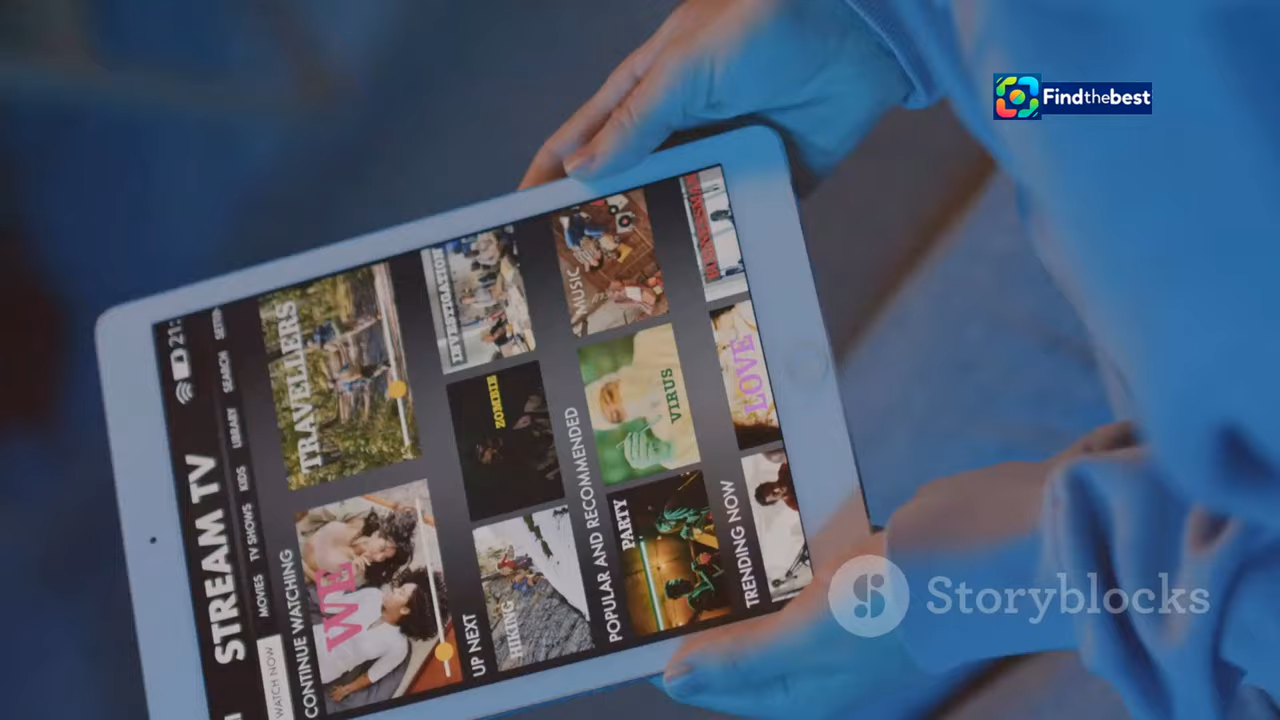 Findthebest
21:
STREAM TV
WATCH NOW
MOVIES
TV SHOWS
KIDS
LIBRARY
SEARCH
CONTINUE WATCHING
WE
TRAVELLERS
UP NEXT
HIKING
ZOMBIE
INVESTIGATION
POPULAR AND RECOMMENDED
PARTY
VIRUS
MUSIC
TRENDING NOW
LOVE
Storyblocks